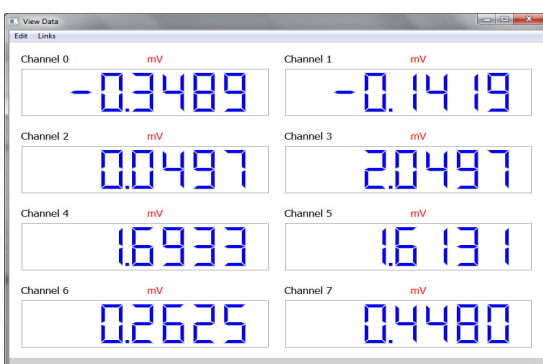 View Data
Edit Links
Channel 0 mV
-0.3489
Channel 1 mV
-0.1419
Channel 2 mV
0.0497
Channel 3 mV
2.0497
Channel 4 mV
1.6933
Channel 5 mV
1.6131
Channel 6 mV
0.2625
Channel 7 mV
0.4480